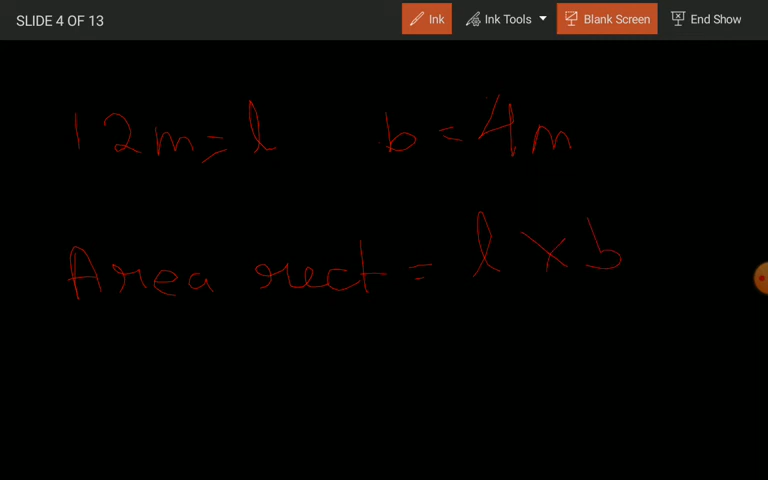 SLIDE 4 OF 13 Ink Ink Tools Blank Screen End Show
12m = l b = 4m
Area rect = l × b